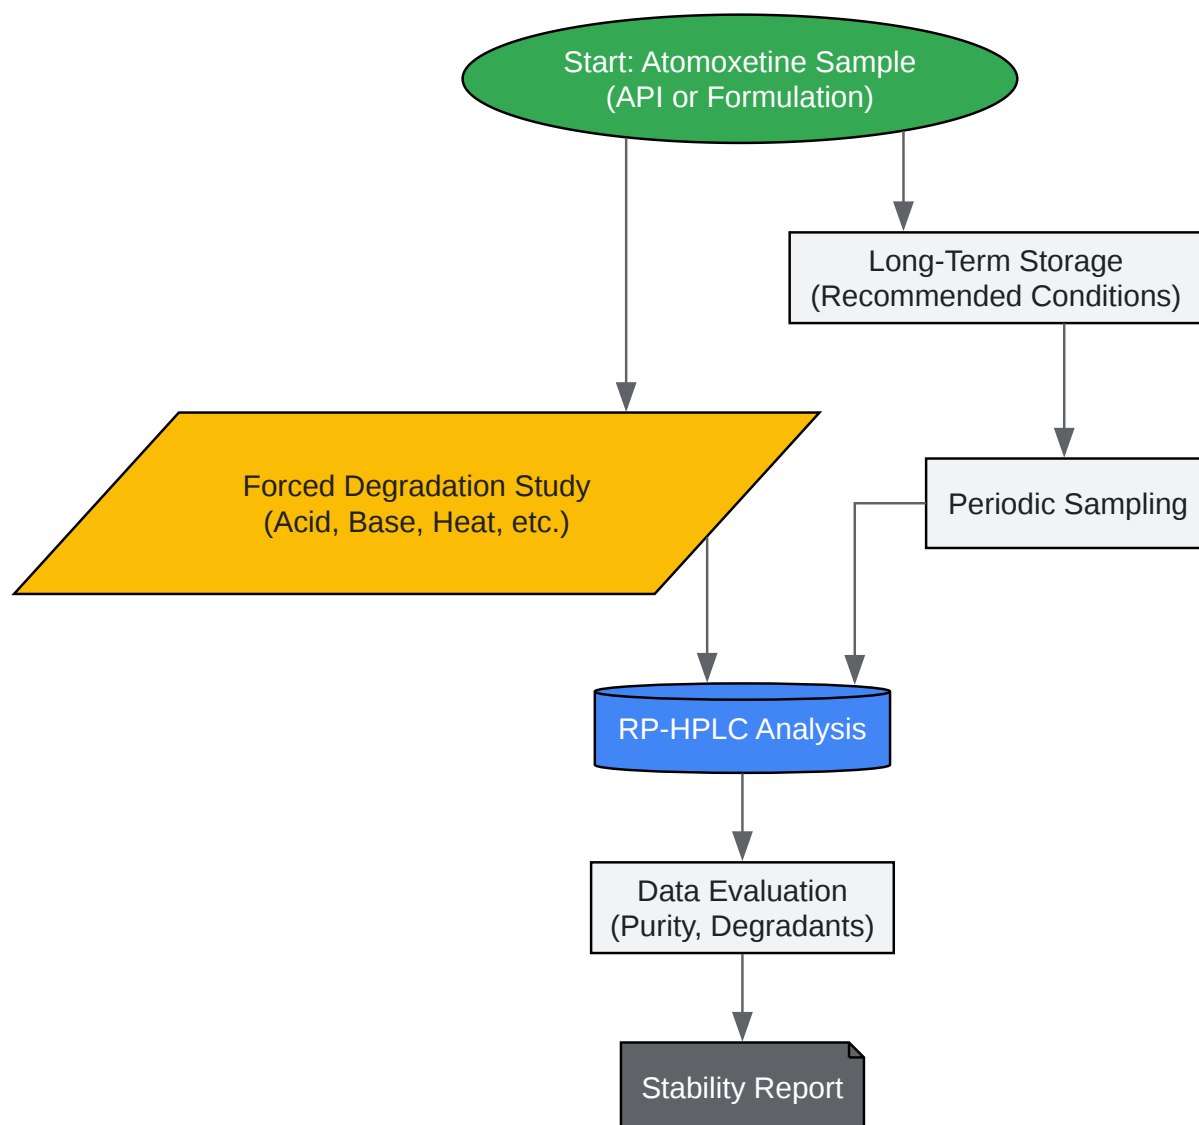 Start: Atomoxetine Sample
(API or Formulation)
Long-Term Storage
(Recommended Conditions)
Forced Degradation Study
(Acid, Base, Heat, etc.)
Periodic Sampling
RP-HPLC Analysis
Data Evaluation
(Purity, Degradants)
Stability Report